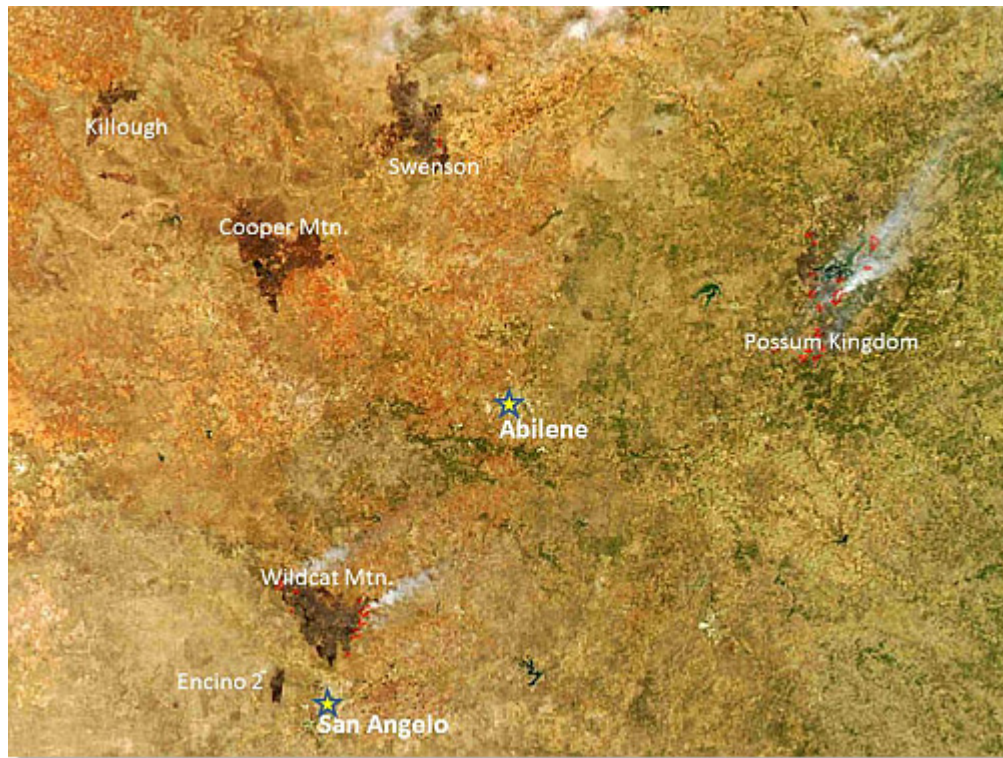 Killough
Swenson
Cooper Mtn.
Possum Kingdom
Abilene
Wildcat Mtn.
Encino 2
San Angelo